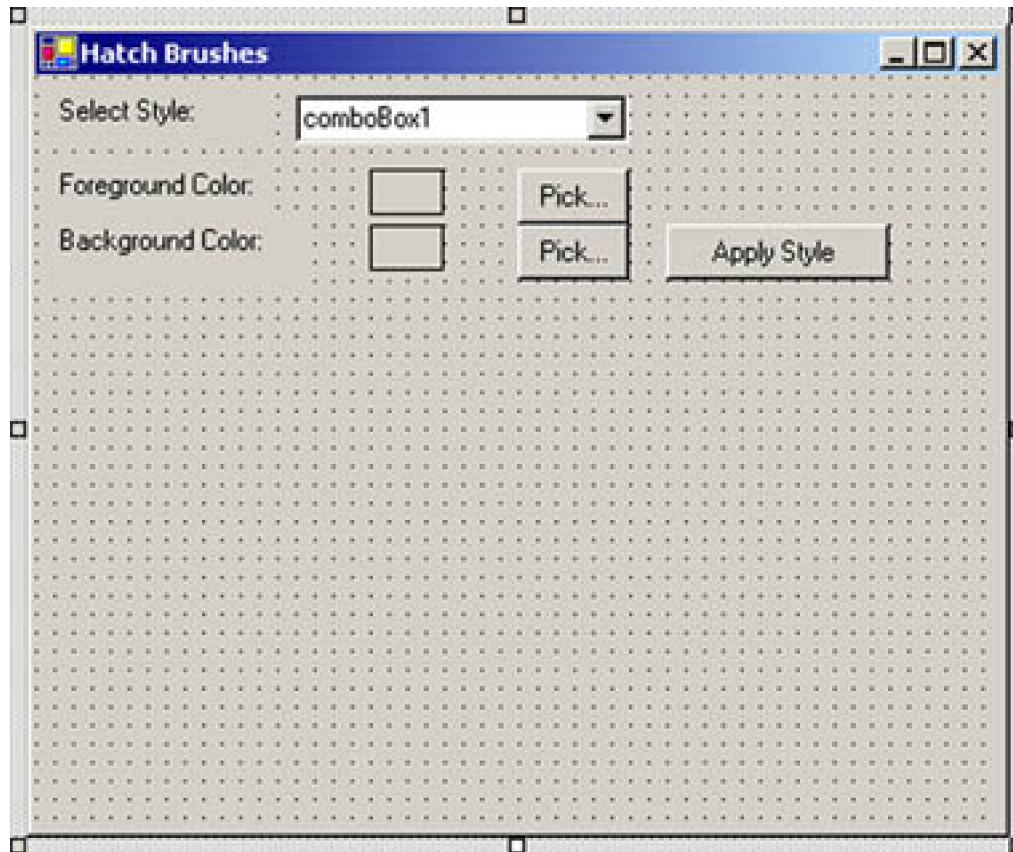 Hatch Brushes
Select Style:
comboBox1
Foreground Color:
Pick...
Background Color:
Pick...
Apply Style